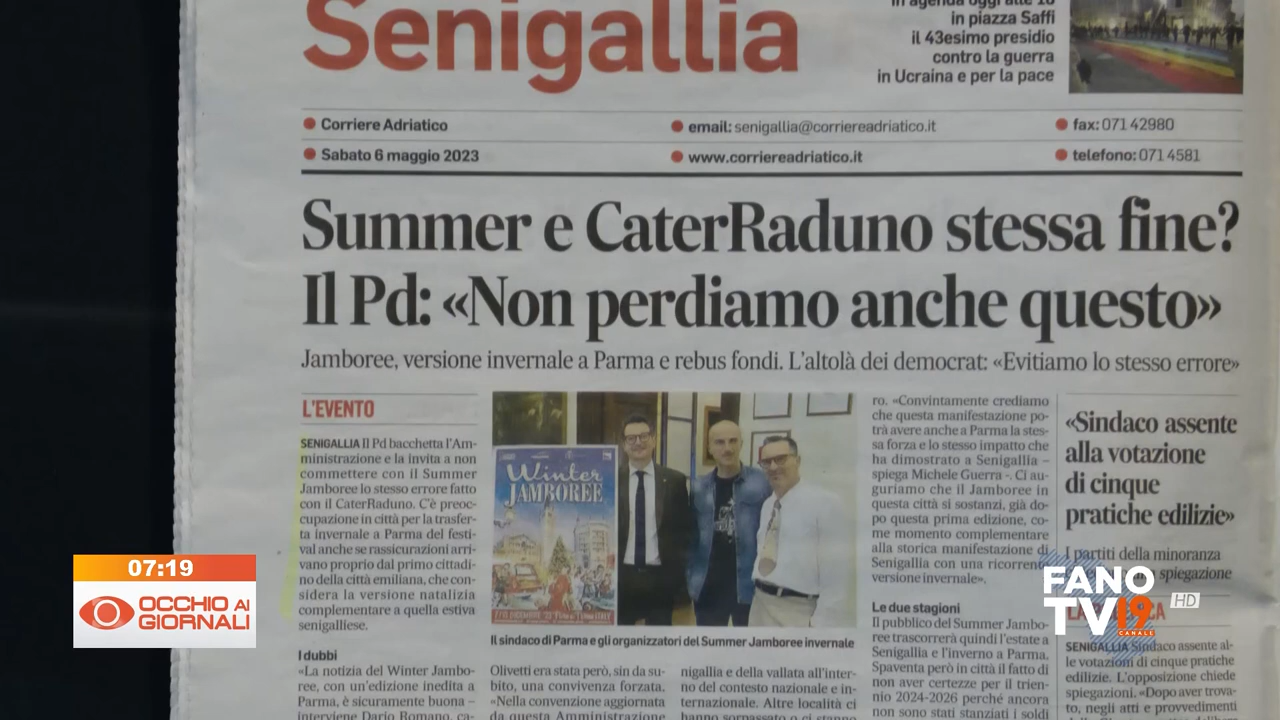 Senigallia
in agenda oggi alle 18
in piazza Saffi
il 43esimo presidio
contro la guerra
in Ucraina e per la pace
Corriere Adriatico
email: senigallia@corriereadriatico.it
fax: 071 42980
Sabato 6 maggio 2023
www.corriereadriatico.it
telefono: 071 4581
Summer e CaterRaduno stessa fine?
Il Pd: «Non perdiamo anche questo»
Jamboree, versione invernale a Parma e rebus fondi. L'altolà dei democrat: «Evitiamo lo stesso errore»
L'EVENTO
SENIGALLIA Il Pd bacchetta l'Am-
ministrazione e la invita a non
commettere con il Summer
Jamboree lo stesso errore fatto
con il CaterRaduno. C'è preoc-
cupazione in città per la trasfer-
ta invernale a Parma del festi-
val anche se rassicurazioni arri-
vano proprio dal primo cittadi-
no della città emiliana, che con-
sidera la versione natalizia
complementare a quella estiva
senigalliese.
I dubbi
«La notizia del Winter Jambo-
ree, con un'edizione inedita a
Parma, è sicuramente buona –
interviene Dario Romano, ca-
Winter
JAMBOREE
Il sindaco di Parma e gli organizzatori del Summer Jamboree invernale
Olivetti era stata però, sin da su-
bito, una convivenza forzata.
«Nella convenzione aggiornata
da questa Amministrazione
nigallia e della vallata all'inter-
no del contesto nazionale e in-
ternazionale. Altre località ci
hanno sorpassato o ci stanno
ro. «Convintamente crediamo
che questa manifestazione po-
trà avere anche a Parma la stes-
sa forza e lo stesso impatto che
ha dimostrato a Senigallia –
spiega Michele Guerra -. Ci au-
guriamo che il Jamboree in
questa città si sostanzi, già do-
po questa prima edizione, co-
me momento complementare
alla storica manifestazione di
Senigallia con una ricorrenza
versione invernale».
Le due stagioni
Il pubblico del Summer Jambo-
ree trascorrerà quindi l'estate a
Senigallia e l'inverno a Parma.
Spaventa però in città il fatto di
non aver certezze per il trien-
nio 2024-2026 perché ancora
non sono stati stanziati i soldi
«Sindaco assente
alla votazione
di cinque
pratiche edilizie»
I partiti della minoranza
spiegazione
SENIGALLIA Sindaco assente al-
le votazioni di cinque pratiche
edilizie. L'opposizione chiede
spiegazioni. «Dopo aver trova-
to, negli atti e provvedimenti
07:19
OCCHIO AI
GIORNALI
FANO
TV19
CANALE
HD